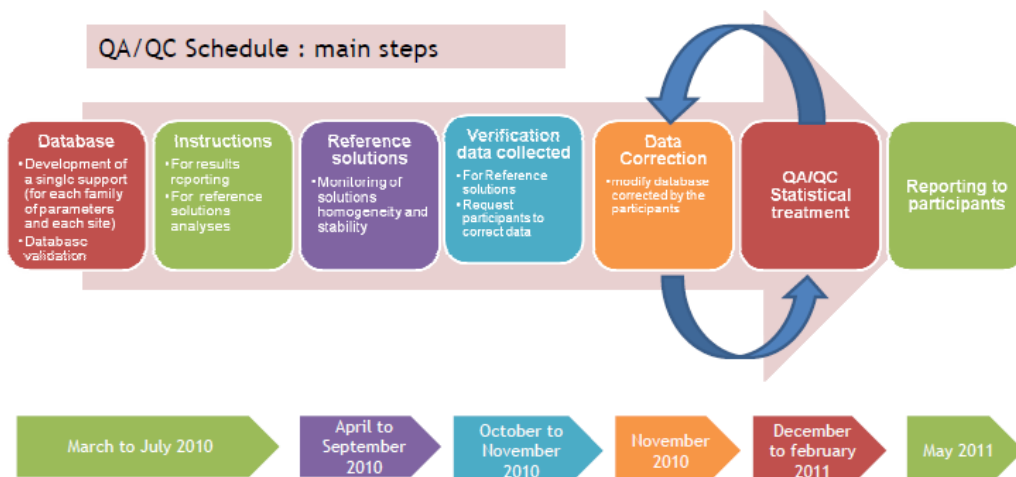 QA/QC Schedule : main steps
Database
• Development of
a single support
(for each family
of parameters
and each site)
• Database
validation
Instructions
• For results
reporting
• For reference
solutions
analyses
Reference
solutions
• Monitoring of
solutions
homogeneity and
stability
Verification
data collected
• For Reference
solutions
• Request
participants to
correct data
Data
Correction
• modify database
corrected by the
participants
QA/QC
Statistical
treatment
Reporting to
participants
March to July 2010
April to
September
2010
October to
November
2010
November
2010
December
to february
2011
May 2011